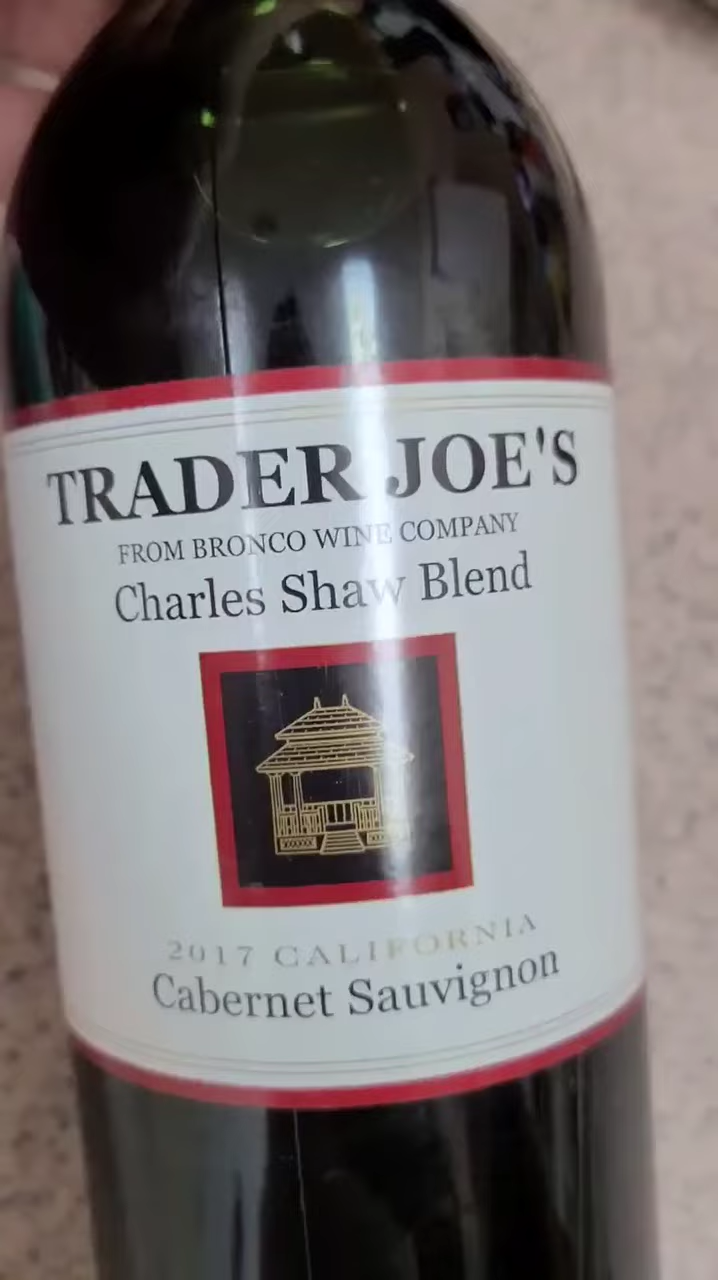 TRADER JOE'S
FROM BRONCO WINE COMPANY
Charles Shaw Blend
2017 CALIFORNIA
Cabernet Sauvignon